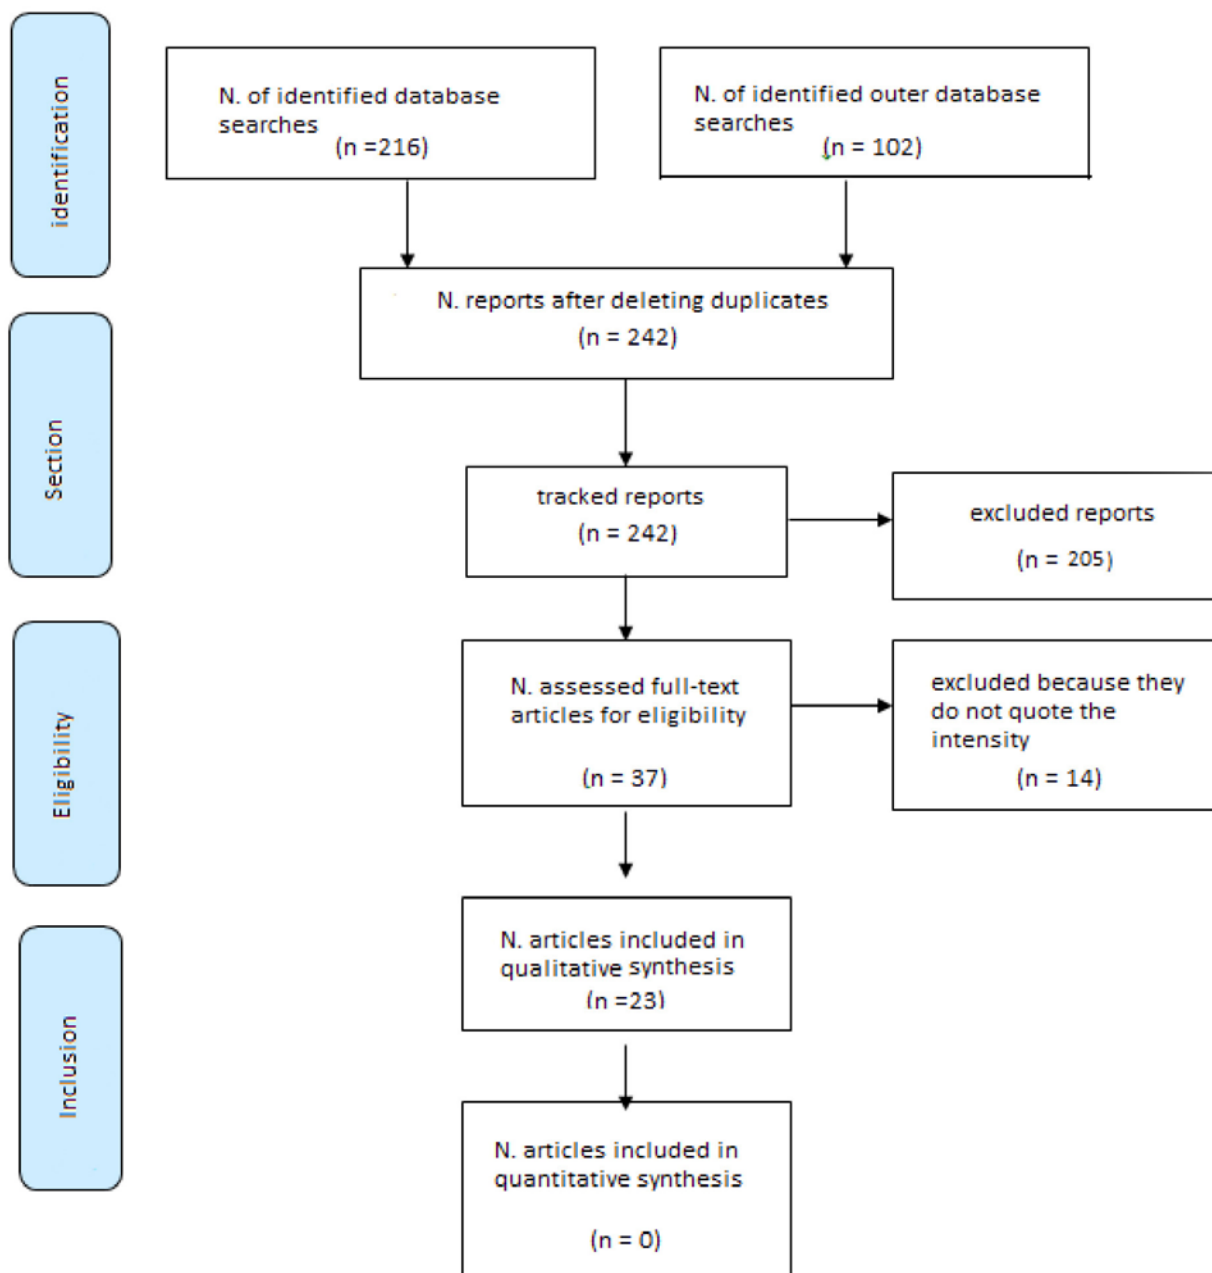 identification
N. of identified database
searches
(n =216)
N. of identified outer database
searches
(n = 102)
N. reports after deleting duplicates
(n = 242)
Section
tracked reports
(n = 242)
excluded reports
(n = 205)
Eligibility
N. assessed full-text
articles for eligibility
(n = 37)
excluded because they
do not quote the
intensity
(n = 14)
N. articles included in
qualitative synthesis
(n =23)
Inclusion
N. articles included in
quantitative synthesis
(n = 0)